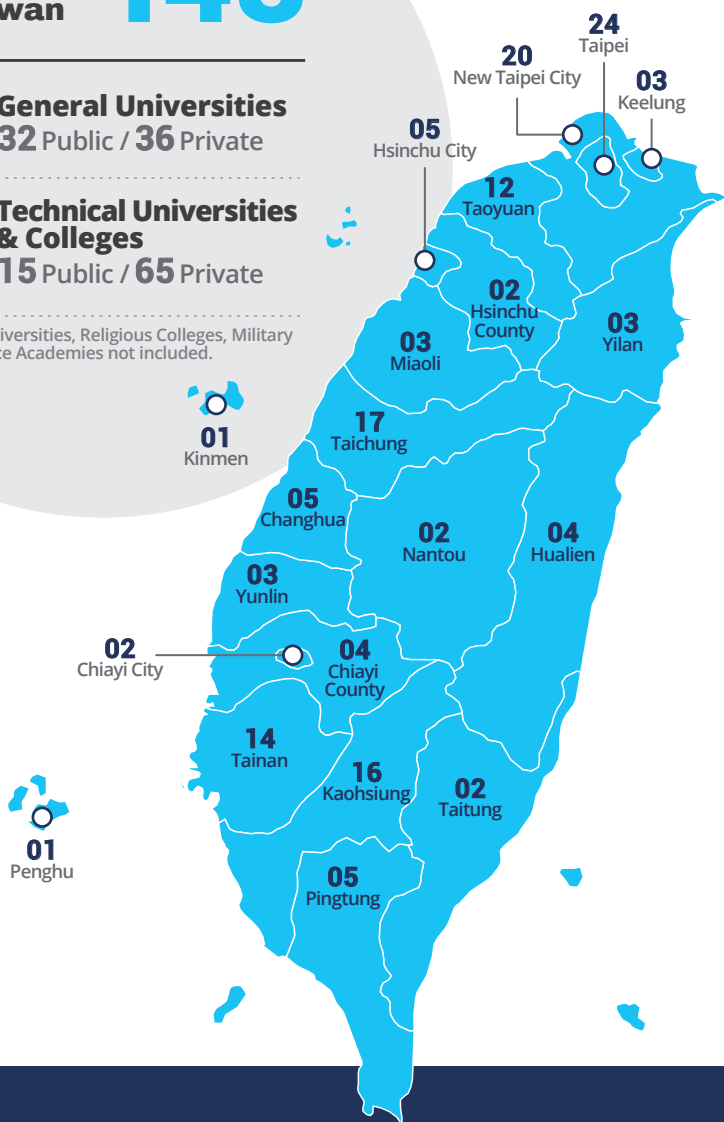 wan
General Universities
32 Public / 36 Private
Technical Universities
& Colleges
15 Public / 65 Private
Religious Colleges, Military
Academies not included.
24
Taipei
20
New Taipei City
03
Keelung
05
Hsinchu City
12
Taoyuan
02
Hsinchu
County
03
Yilan
03
Miaoli
01
Kinmen
17
Taichung
05
Changhua
02
Nantou
04
Hualien
03
Yunlin
02
Chiayi City
04
Chiayi
County
14
Tainan
16
Kaohsiung
02
Taitung
01
Penghu
05
Pingtung